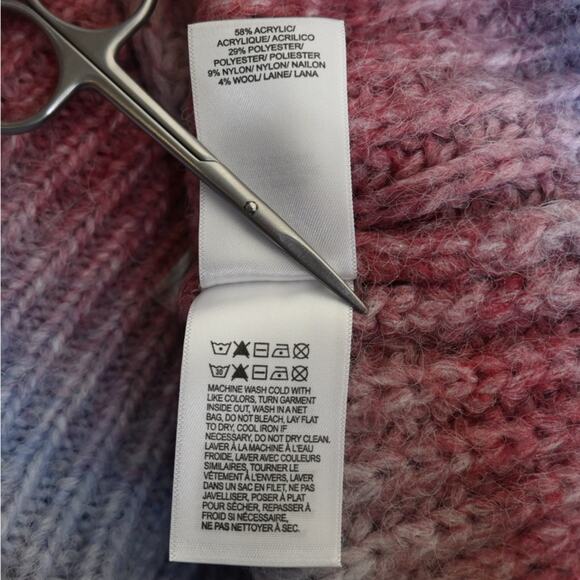 58% ACRYLIC/
ACRYLIQUE/ ACRILICO
29% POLYESTER/
POLYESTER/ POLIESTER
9% NYLON/ NYLON/ NAILON
4% WOOL/ LAINE/ LANA
30
MACHINE WASH COLD WITH
LIKE COLORS, TURN GARMENT
INSIDE OUT, WASH IN A NET
BAG, DO NOT BLEACH, LAY FLAT
TO DRY, COOL IRON IF
NECESSARY, DO NOT DRY CLEAN.
LAVER À LA MACHINE À L'EAU
FROIDE, LAVER AVEC COULEURS
SIMILAIRES, TOURNER LE
VÊTEMENT À L'ENVERS, LAVER
DANS UN SAC EN FILET, NE PAS
JAVELLISER, POSER À PLAT
POUR SÉCHER, REPASSER À
FROID SI NÉCESSAIRE,
NE PAS NETTOYER À SEC.